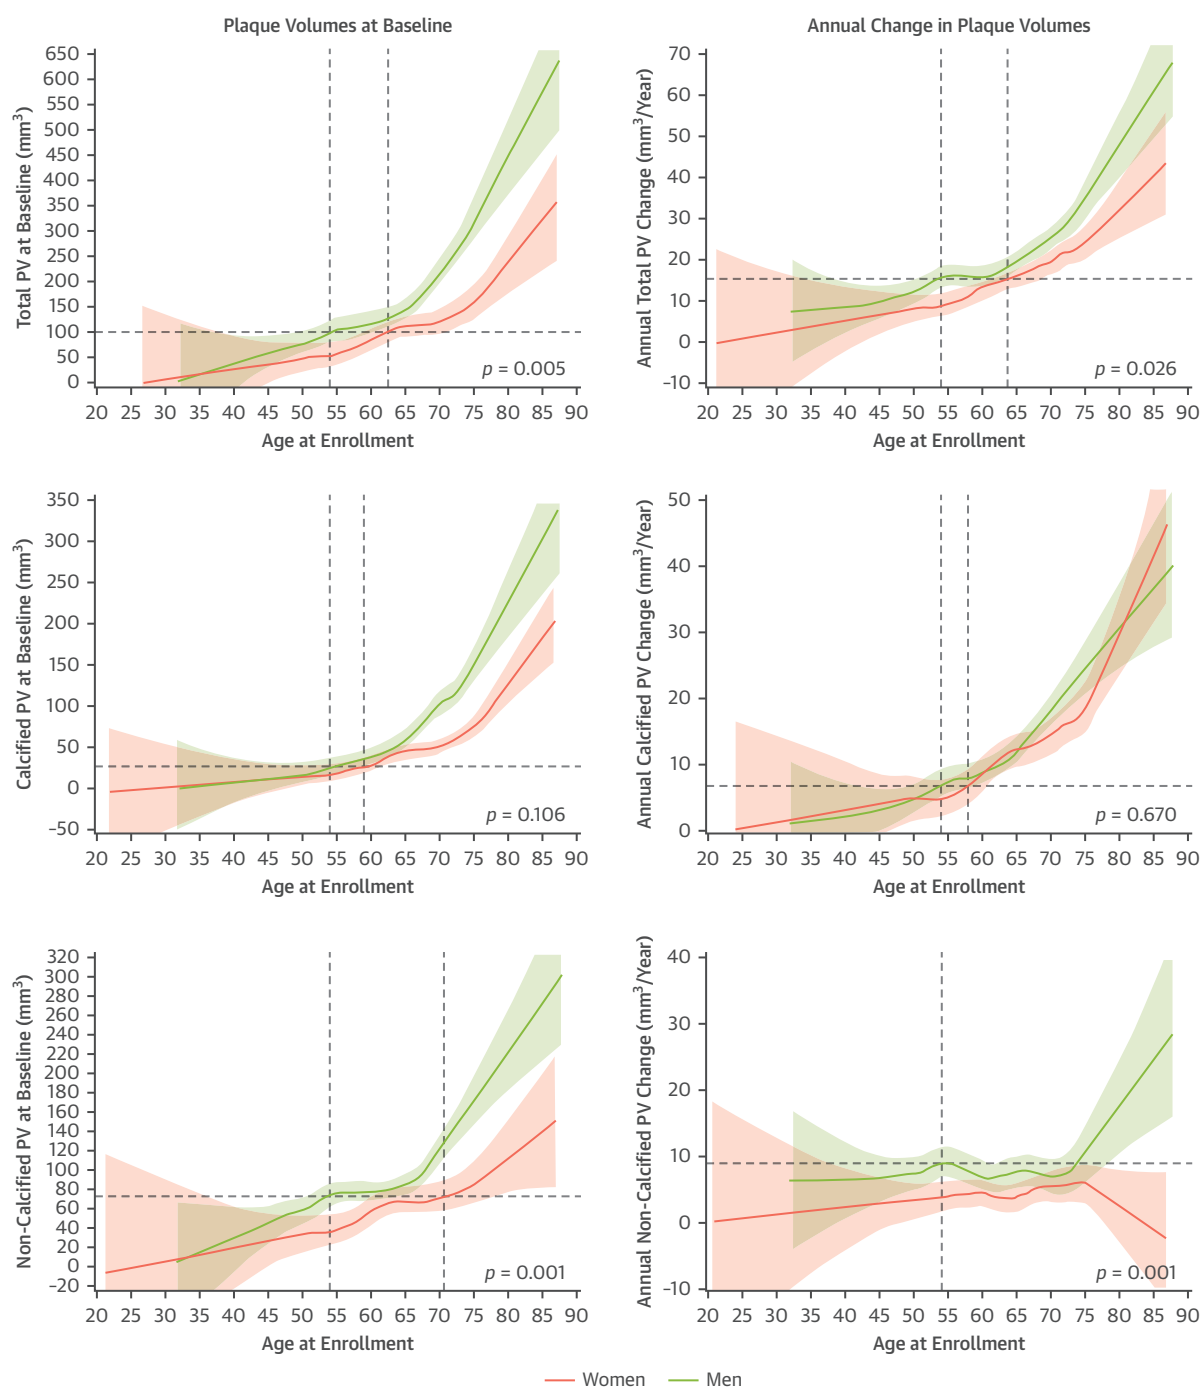 Plaque Volumes at Baseline
Total PV at Baseline (mm³)
650
600
550
500
450
400
350
300
250
200
150
100
50
0
p = 0.005
20 25 30 35 40 45 50 55 60 65 70 75 80 85 90
Age at Enrollment
Annual Change in Plaque Volumes
Annual Total PV Change (mm³/Year)
70
60
50
40
30
20
10
0
–10
p = 0.026
20 25 30 35 40 45 50 55 60 65 70 75 80 85 90
Age at Enrollment
Calcified PV at Baseline (mm³)
350
300
250
200
150
100
50
0
–50
p = 0.106
20 25 30 35 40 45 50 55 60 65 70 75 80 85 90
Age at Enrollment
Annual Calcified PV Change (mm³/Year)
50
40
30
20
10
0
p = 0.670
20 25 30 35 40 45 50 55 60 65 70 75 80 85 90
Age at Enrollment
Non-Calcified PV at Baseline (mm³)
320
300
280
260
240
220
200
180
160
140
120
100
80
60
40
20
0
–20
p = 0.001
20 25 30 35 40 45 50 55 60 65 70 75 80 85 90
Age at Enrollment
Annual Non-Calcified PV Change (mm³/Year)
40
30
20
10
0
–10
p = 0.001
20 25 30 35 40 45 50 55 60 65 70 75 80 85 90
Age at Enrollment
Women Men